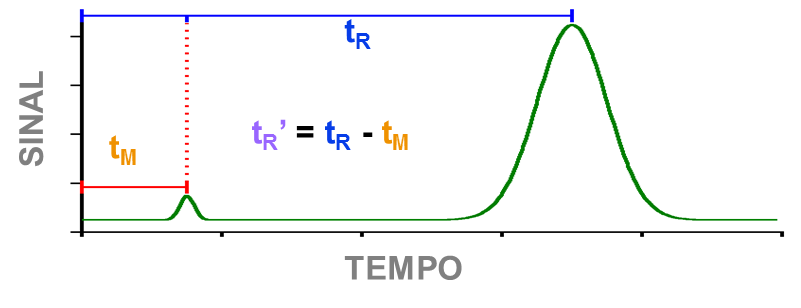 tR
SINAL
tM
tR’ = tR - tM
TEMPO